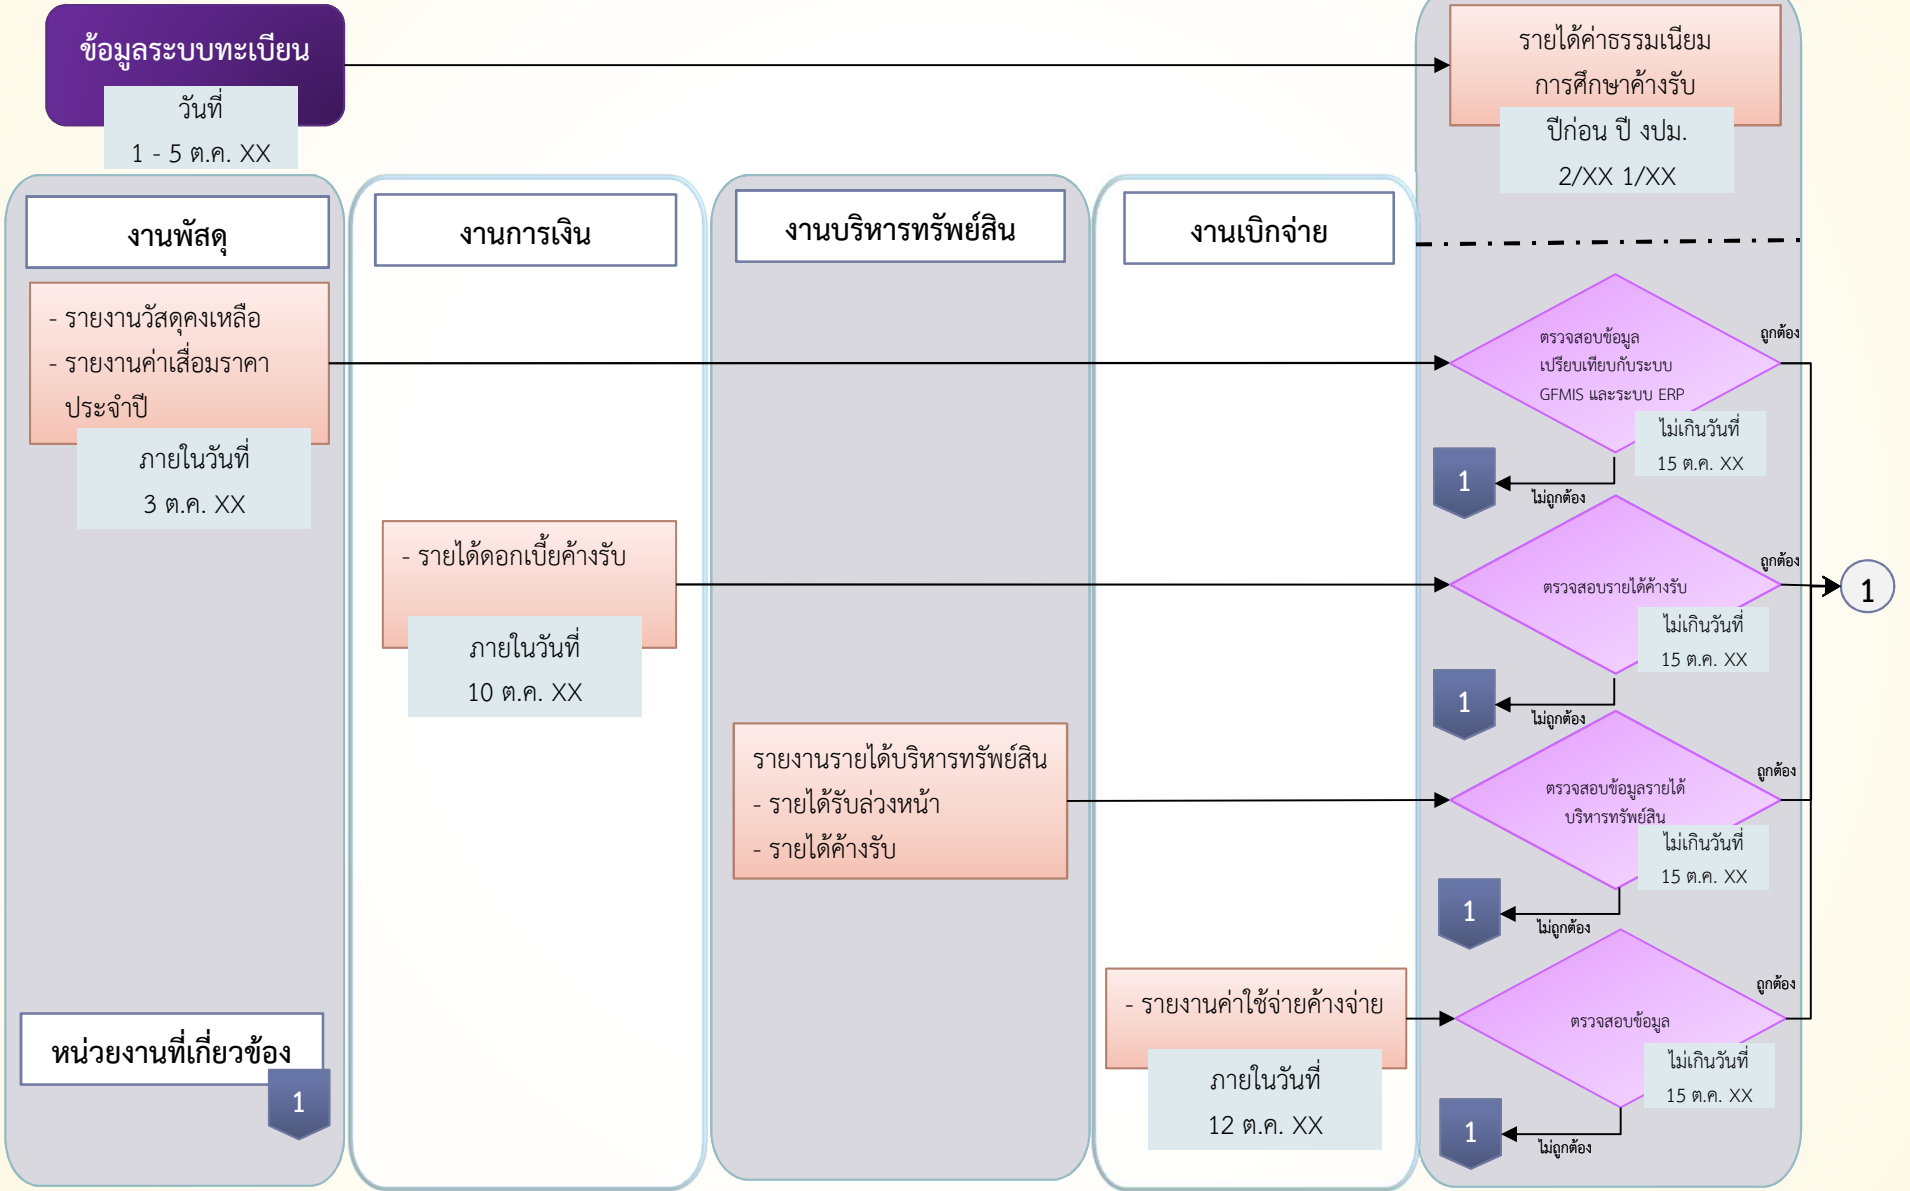 ข้อมูลระบบทะเบียน
วันที่
1 - 5 ต.ค. XX
รายได้ค่าธรรมเนียม
การศึกษาค้างรับ
ปีก่อน ปี งปม.
2/XX 1/XX
งานพัสดุ
งานการเงิน
งานบริหารทรัพย์สิน
งานเบิกจ่าย
- รายงานวัสดุคงเหลือ
- รายงานค่าเสื่อมราคา
ประจำปี
ภายในวันที่
3 ต.ค. XX
ตรวจสอบข้อมูล
เปรียบเทียบกับระบบ
GFMIS และระบบ ERP
ถูกต้อง
ไม่เกินวันที่
15 ต.ค. XX
1
ไม่ถูกต้อง
- รายได้ดอกเบี้ยค้างรับ
ภายในวันที่
10 ต.ค. XX
ตรวจสอบรายได้ค้างรับ
ถูกต้อง
1
ไม่เกินวันที่
15 ต.ค. XX
1
ไม่ถูกต้อง
รายงานรายได้บริหารทรัพย์สิน
- รายได้รับล่วงหน้า
- รายได้ค้างรับ
ตรวจสอบข้อมูลรายได้
บริหารทรัพย์สิน
ถูกต้อง
ไม่เกินวันที่
15 ต.ค. XX
1
ไม่ถูกต้อง
- รายงานค่าใช้จ่ายค้างจ่าย
ภายในวันที่
12 ต.ค. XX
ตรวจสอบข้อมูล
ถูกต้อง
ไม่เกินวันที่
15 ต.ค. XX
1
ไม่ถูกต้อง
หน่วยงานที่เกี่ยวข้อง
1